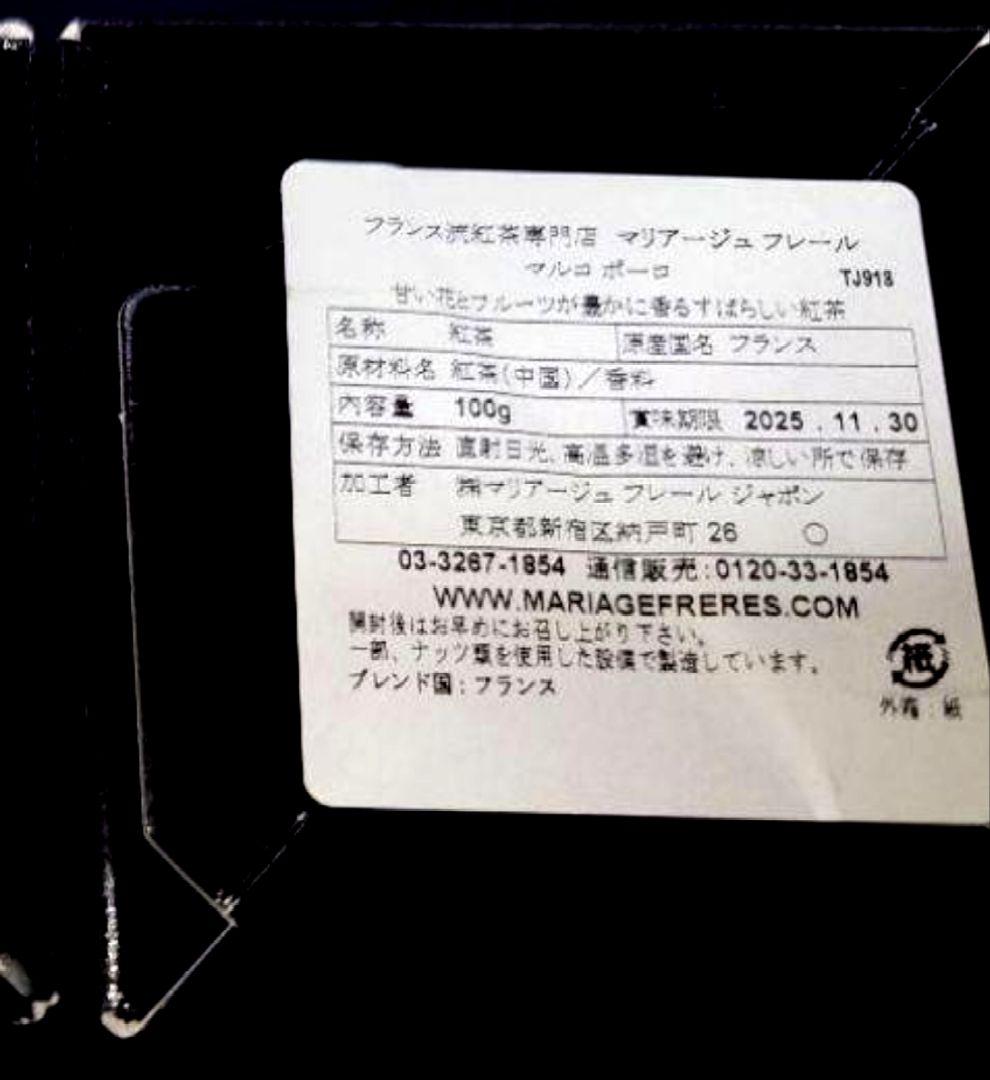 フランス流紅茶専門店 マリアージュ フレール
マルコ ポーロ TJ918
甘い花とフルーツが豊かに香るすばらしい紅茶
名称 紅茶 原産国名 フランス
原材料名 紅茶(中国)/香料
内容量 100g 賞味期限 2025.11.30
保存方法 直射日光、高温多湿を避け、涼しい所で保存
加工者 ㈱マリアージュ フレール ジャポン
東京都新宿区納戸町 26 ○
03-3267-1854 通信販売:0120-33-1854
WWW.MARIAGEFRERES.COM
開封後はお早めにお召し上がり下さい。
一部、ナッツ類を使用した設備で製造しています。
ブレンド国:フランス
紙
外箱:紙